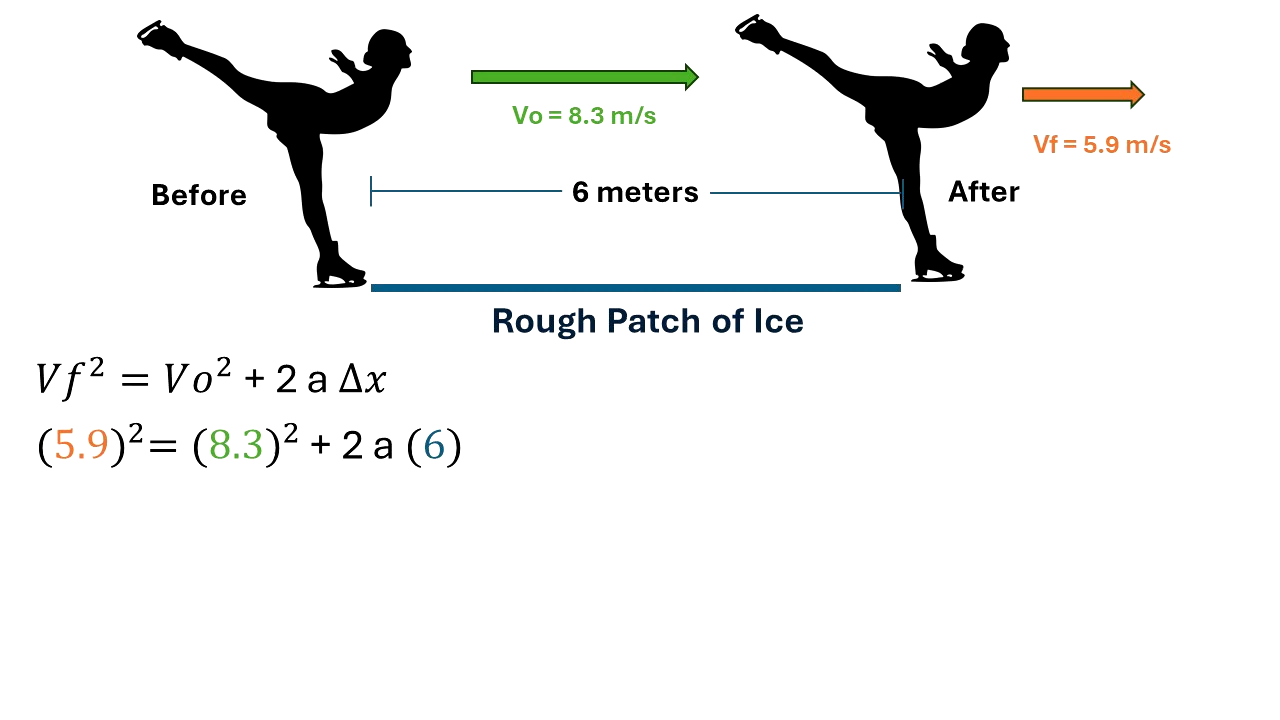 Vo = 8.3 m/s
Vf = 5.9 m/s
Before
6 meters
After
Rough Patch of Ice
Vf² = Vo² + 2 a Δx
(5.9)²= (8.3)² + 2 a (6)